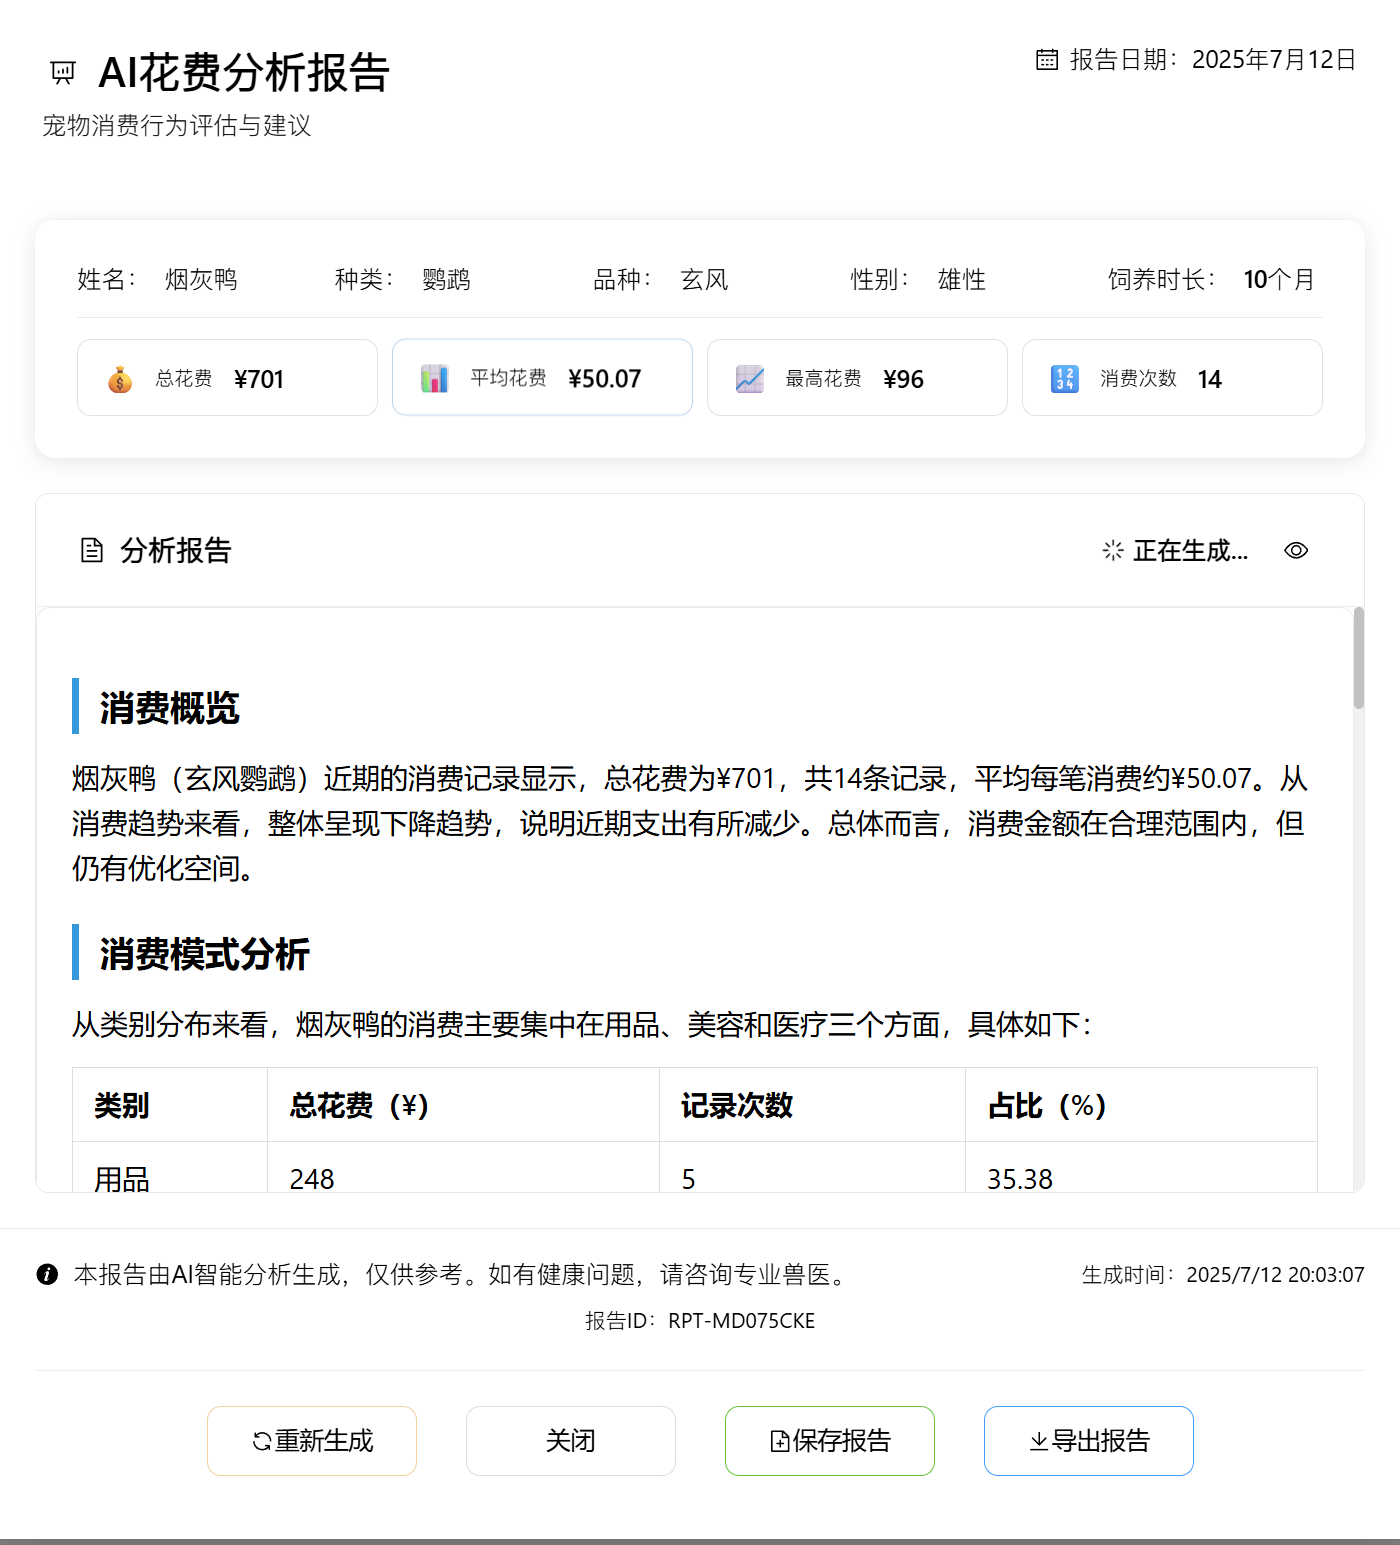 AI花费分析报告
报告日期：2025年7月12日
宠物消费行为评估与建议
姓名： 烟灰鸭 种类： 鹦鹉 品种： 玄风 性别： 雄性 饲养时长： 10个月
总花费 ¥701 平均花费 ¥50.07 最高花费 ¥96 消费次数 14
分析报告
正在生成...
消费概览
烟灰鸭（玄风鹦鹉）近期的消费记录显示，总花费为¥701，共14条记录，平均每笔消费约¥50.07。从
消费趋势来看，整体呈现下降趋势，说明近期支出有所减少。总体而言，消费金额在合理范围内，但
仍有优化空间。
消费模式分析
从类别分布来看，烟灰鸭的消费主要集中在用品、美容和医疗三个方面，具体如下：
类别 总花费（¥） 记录次数 占比（%）
用品 248 5 35.38
本报告由AI智能分析生成，仅供参考。如有健康问题，请咨询专业兽医。
生成时间：2025/7/12 20:03:07
报告ID：RPT-MD075CKE
重新生成 关闭 保存报告 导出报告